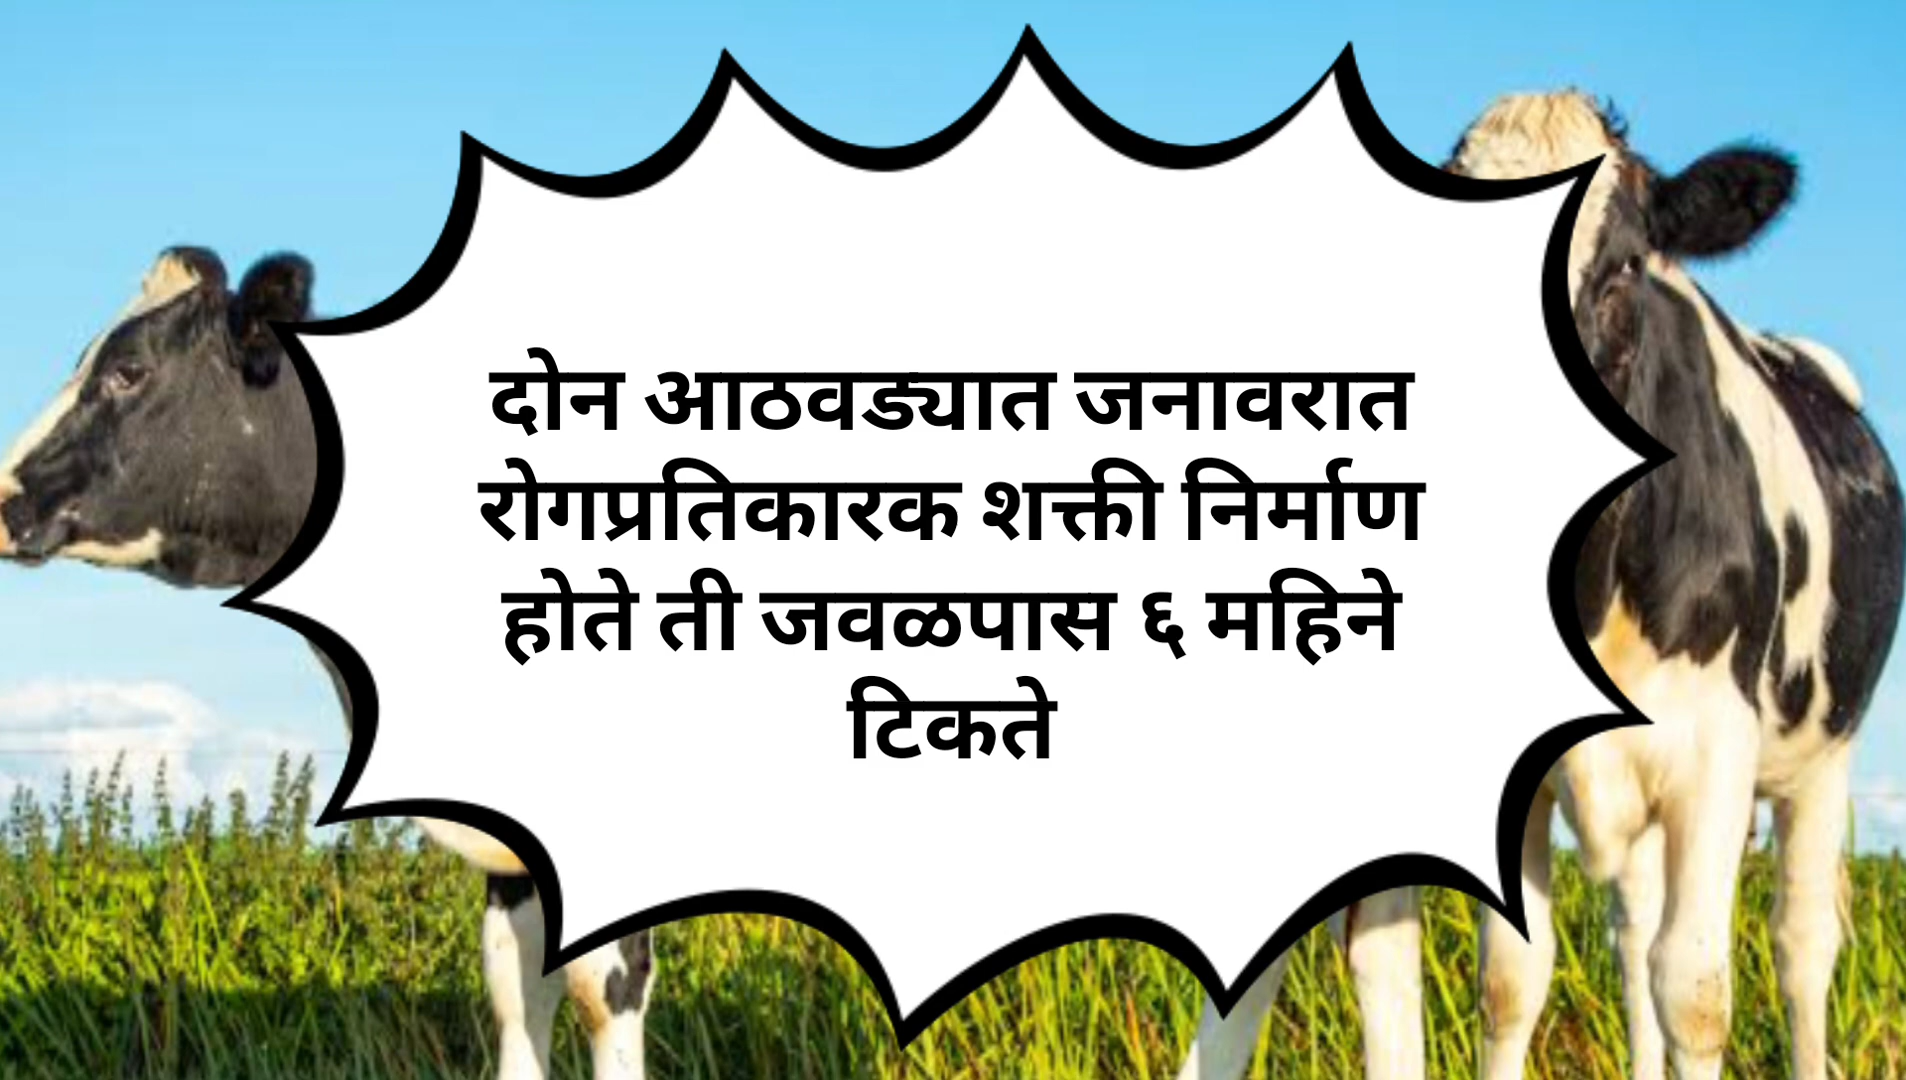 दोन आठवड्यात जनावरात
रोगप्रतिकारक शक्ती निर्माण
होते ती जवळपास ६ महिने
टिकते